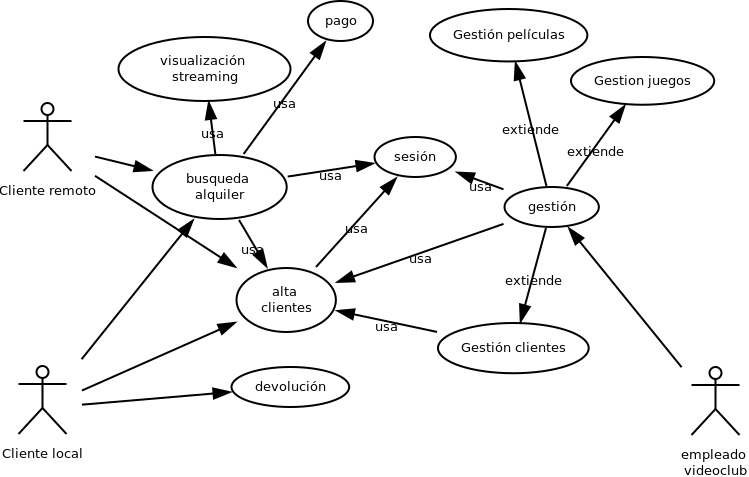 pago
Gestión películas
visualización
streaming
Gestion juegos
usa
usa
extiende
extiende
sesión
Cliente remoto
busqueda
alquiler
usa
usa
gestión
usa
usa
usa
extiende
alta
clientes
usa
Gestión clientes
devolución
Cliente local
empleado
videoclub